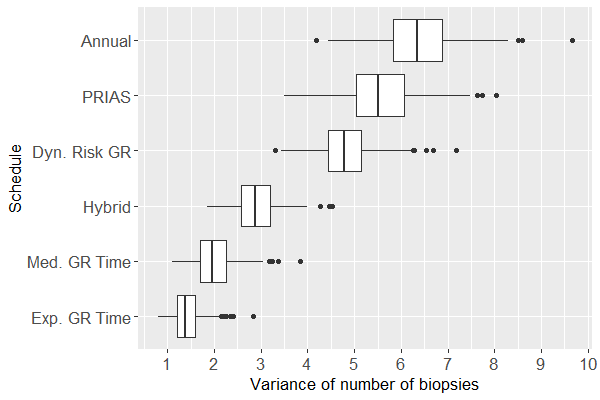 Schedule
Annual
PRIAS
Dyn. Risk GR
Hybrid
Med. GR Time
Exp. GR Time
1 2 3 4 5 6 7 8 9 10
Variance of number of biopsies